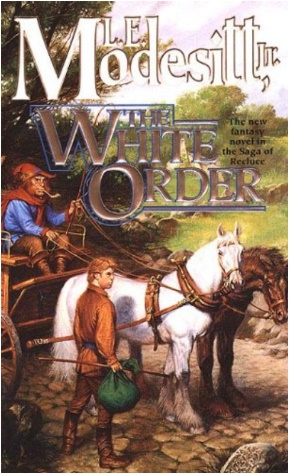 L.E.
Modesitt, Jr.
THE
WHITE
ORDER
The new
fantasy
novel in
the Saga of
Recluce